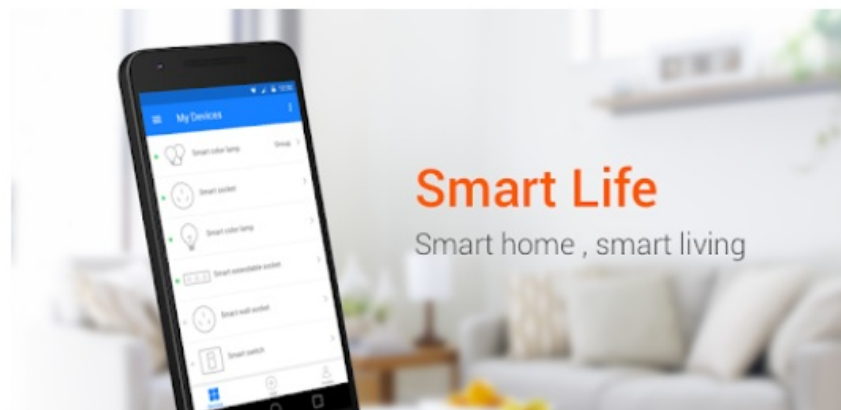 My Devices
Smart color lamp Group
Smart socket
Smart color lamp
Smart extendable socket
Smart wall socket
Smart switch
Smart Life
Smart home , smart living